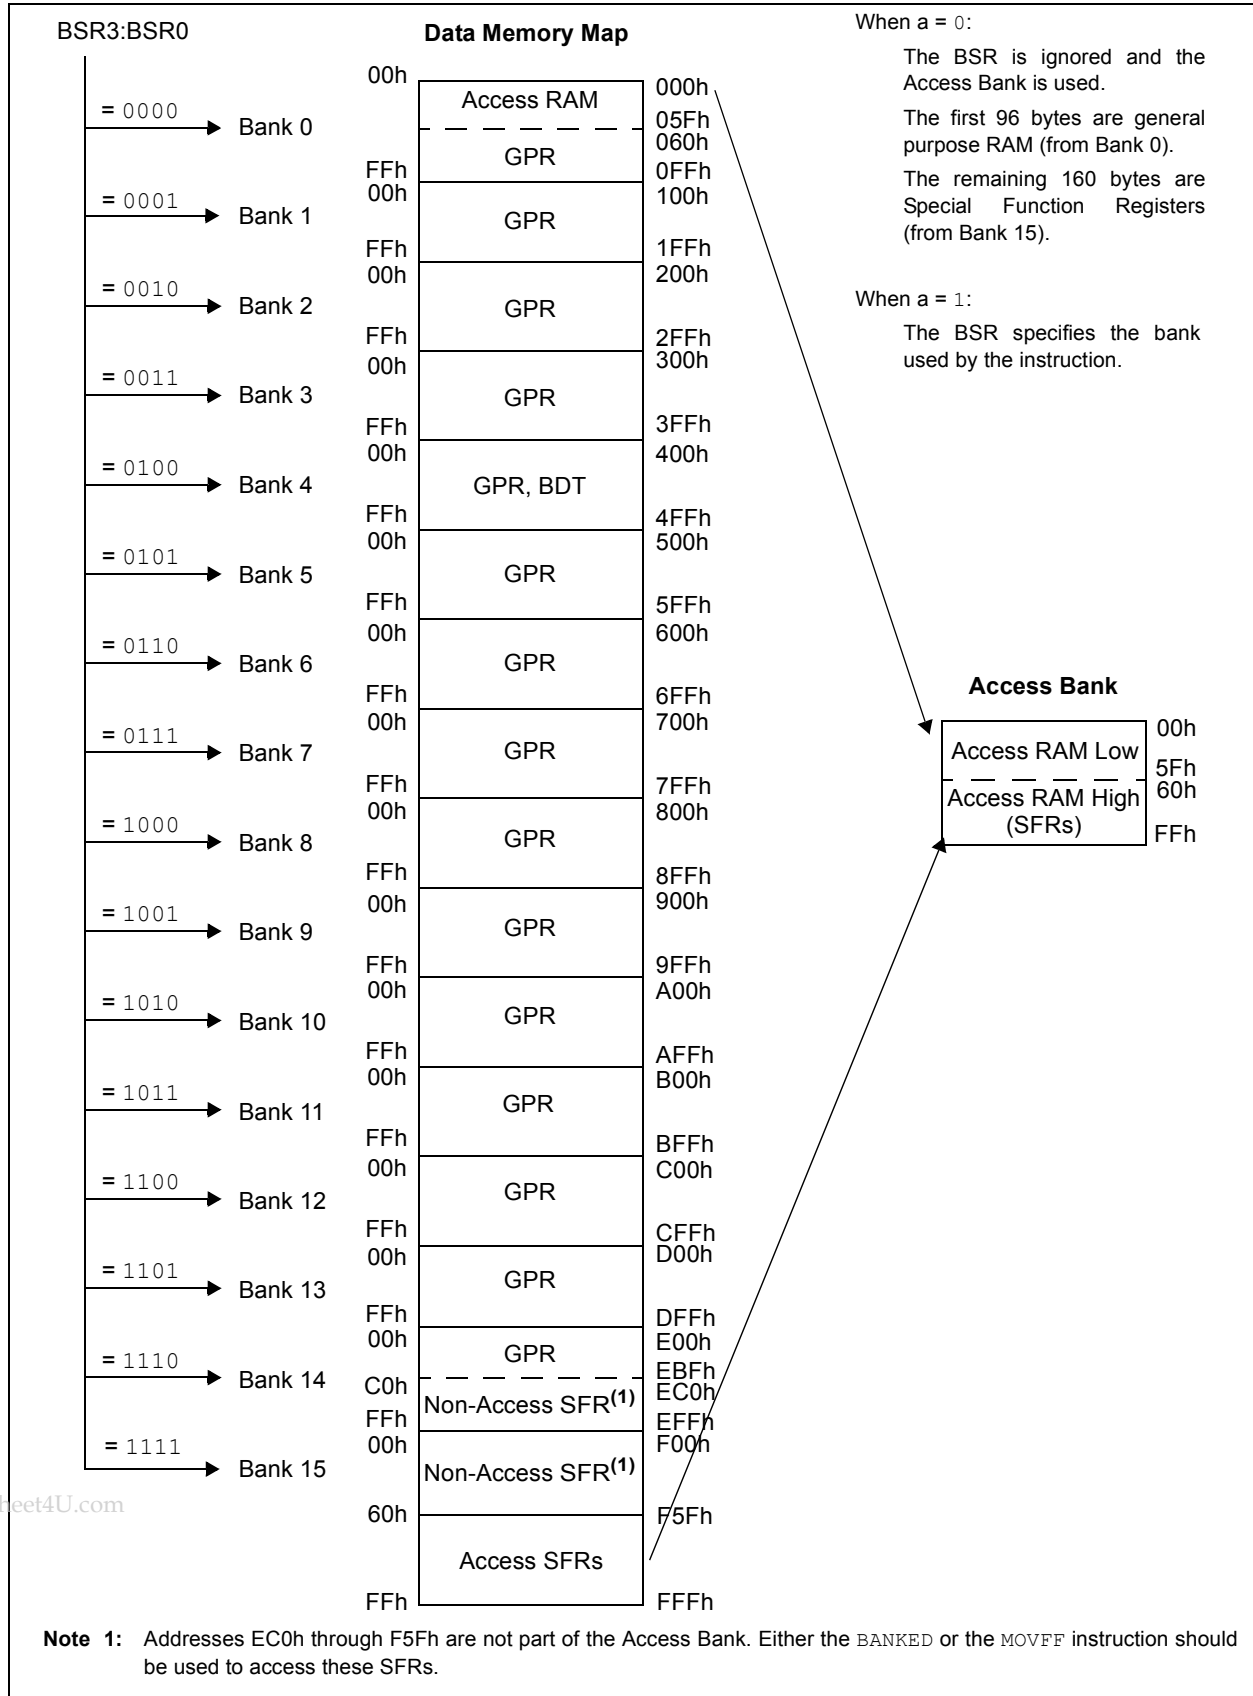 BSR3:BSR0
Data Memory Map
When a = 0:
The BSR is ignored and the
Access Bank is used.
The first 96 bytes are general
purpose RAM (from Bank 0).
The remaining 160 bytes are
Special Function Registers
(from Bank 15).
When a = 1:
The BSR specifies the bank
used by the instruction.
= 0000
Bank 0
00h
Access RAM
000h
05Fh
060h
GPR
FFh
0FFh
= 0001
Bank 1
00h
100h
GPR
FFh
1FFh
= 0010
Bank 2
00h
200h
GPR
FFh
2FFh
= 0011
Bank 3
00h
300h
GPR
FFh
3FFh
= 0100
Bank 4
00h
400h
GPR, BDT
FFh
4FFh
= 0101
Bank 5
00h
500h
GPR
FFh
5FFh
= 0110
Bank 6
00h
600h
GPR
FFh
6FFh
= 0111
Bank 7
00h
700h
GPR
FFh
7FFh
= 1000
Bank 8
00h
800h
GPR
FFh
8FFh
= 1001
Bank 9
00h
900h
GPR
FFh
9FFh
= 1010
Bank 10
00h
A00h
GPR
FFh
AFFh
= 1011
Bank 11
00h
B00h
GPR
FFh
BFFh
= 1100
Bank 12
00h
C00h
GPR
FFh
CFFh
= 1101
Bank 13
00h
D00h
GPR
FFh
DFFh
= 1110
Bank 14
00h
E00h
GPR
EBFh
C0h
EC0h
Non-Access SFR(1)
FFh
EFFh
= 1111
Bank 15
00h
F00h
Non-Access SFR(1)
60h
F5Fh
Access SFRs
FFh
FFFh
Access Bank
Access RAM Low
00h
5Fh
Access RAM High
(SFRs)
60h
FFh
heet4U.com
Note 1: Addresses EC0h through F5Fh are not part of the Access Bank. Either the BANKED or the MOVFF instruction should
be used to access these SFRs.